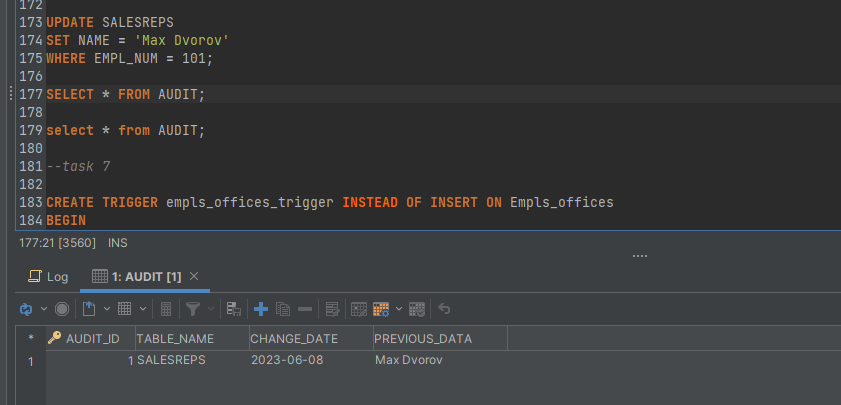 172
173 UPDATE SALESREPS
174 SET NAME = 'Max Dvorov'
175 WHERE EMPL_NUM = 101;
176
177 SELECT * FROM AUDIT;
178
179 select * from AUDIT;
180
181 --task 7
182
183 CREATE TRIGGER empls_offices_trigger INSTEAD OF INSERT ON Empls_offices
184 BEGIN
177:21 [3560] INS
Log 1: AUDIT [1]
* AUDIT_ID TABLE_NAME CHANGE_DATE PREVIOUS_DATA
1 1 SALESREPS 2023-06-08 Max Dvorov